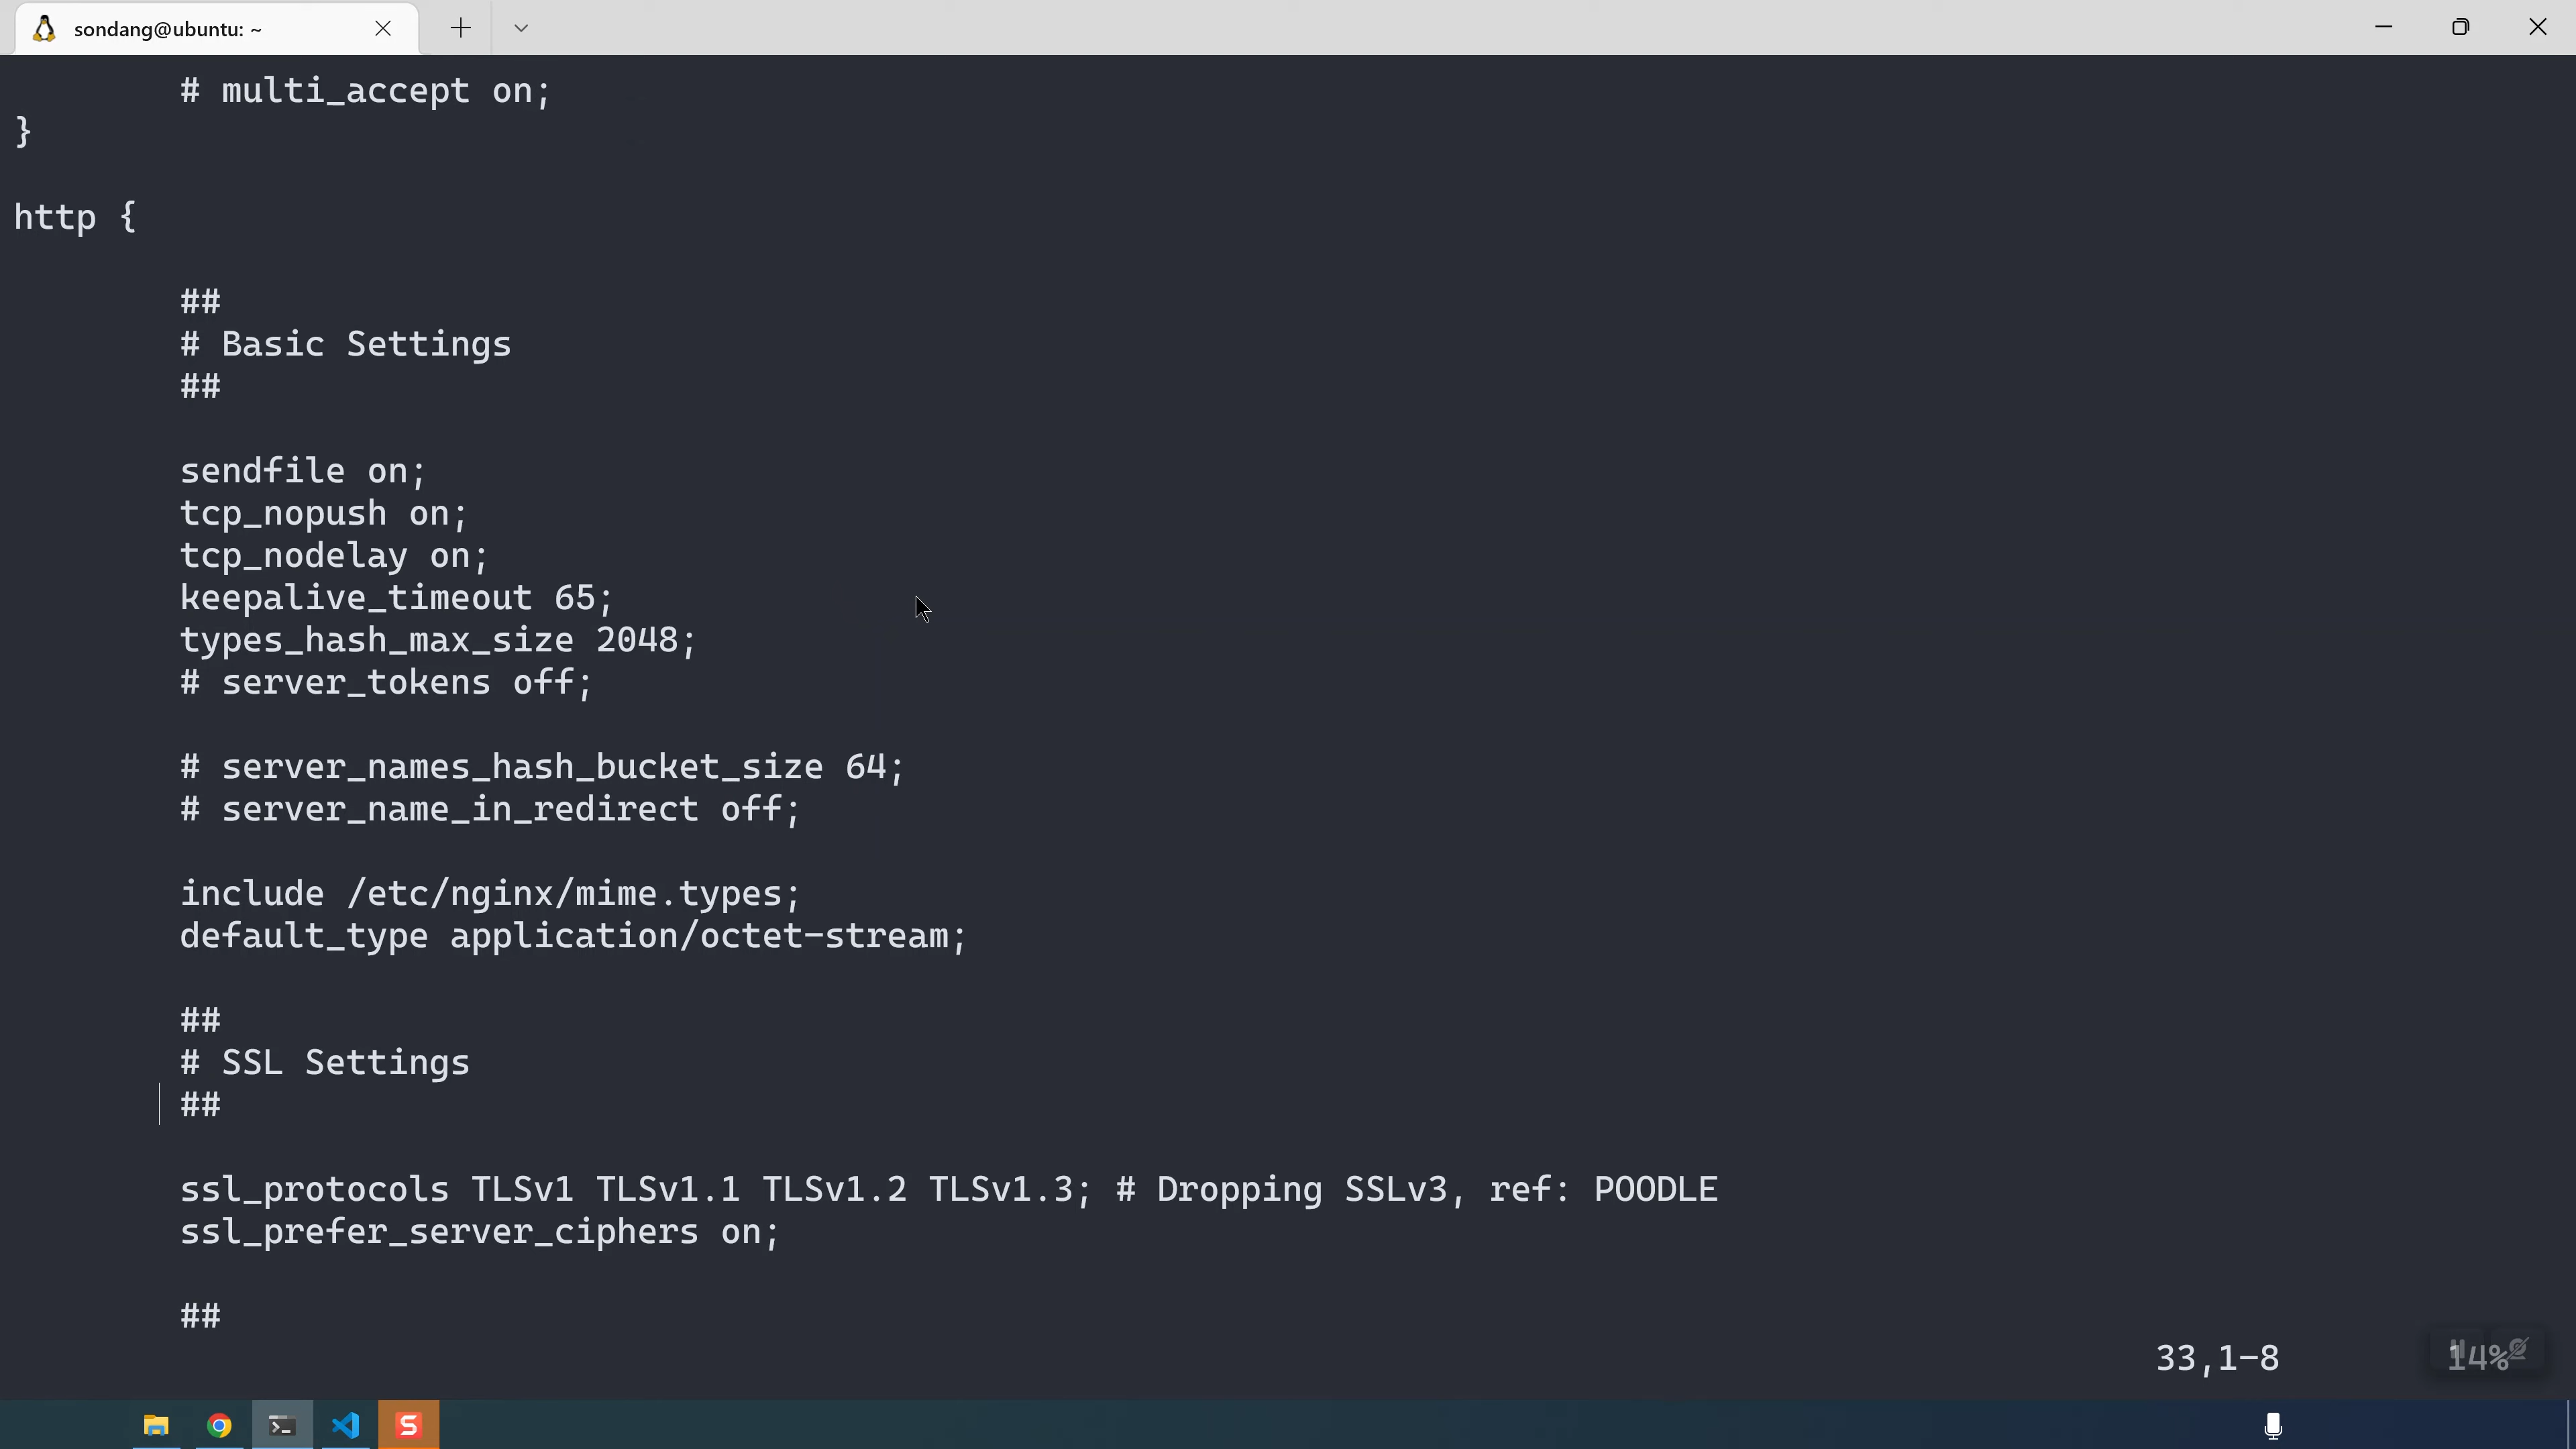 sondang@ubuntu: ~
# multi_accept on;
}
http {
##
# Basic Settings
##
sendfile on;
tcp_nopush on;
tcp_nodelay on;
keepalive_timeout 65;
types_hash_max_size 2048;
# server_tokens off;
# server_names_hash_bucket_size 64;
# server_name_in_redirect off;
include /etc/nginx/mime.types;
default_type application/octet-stream;
##
# SSL Settings
##
ssl_protocols TLSv1 TLSv1.1 TLSv1.2 TLSv1.3; # Dropping SSLv3, ref: POODLE
ssl_prefer_server_ciphers on;
##
33,1-8 14%